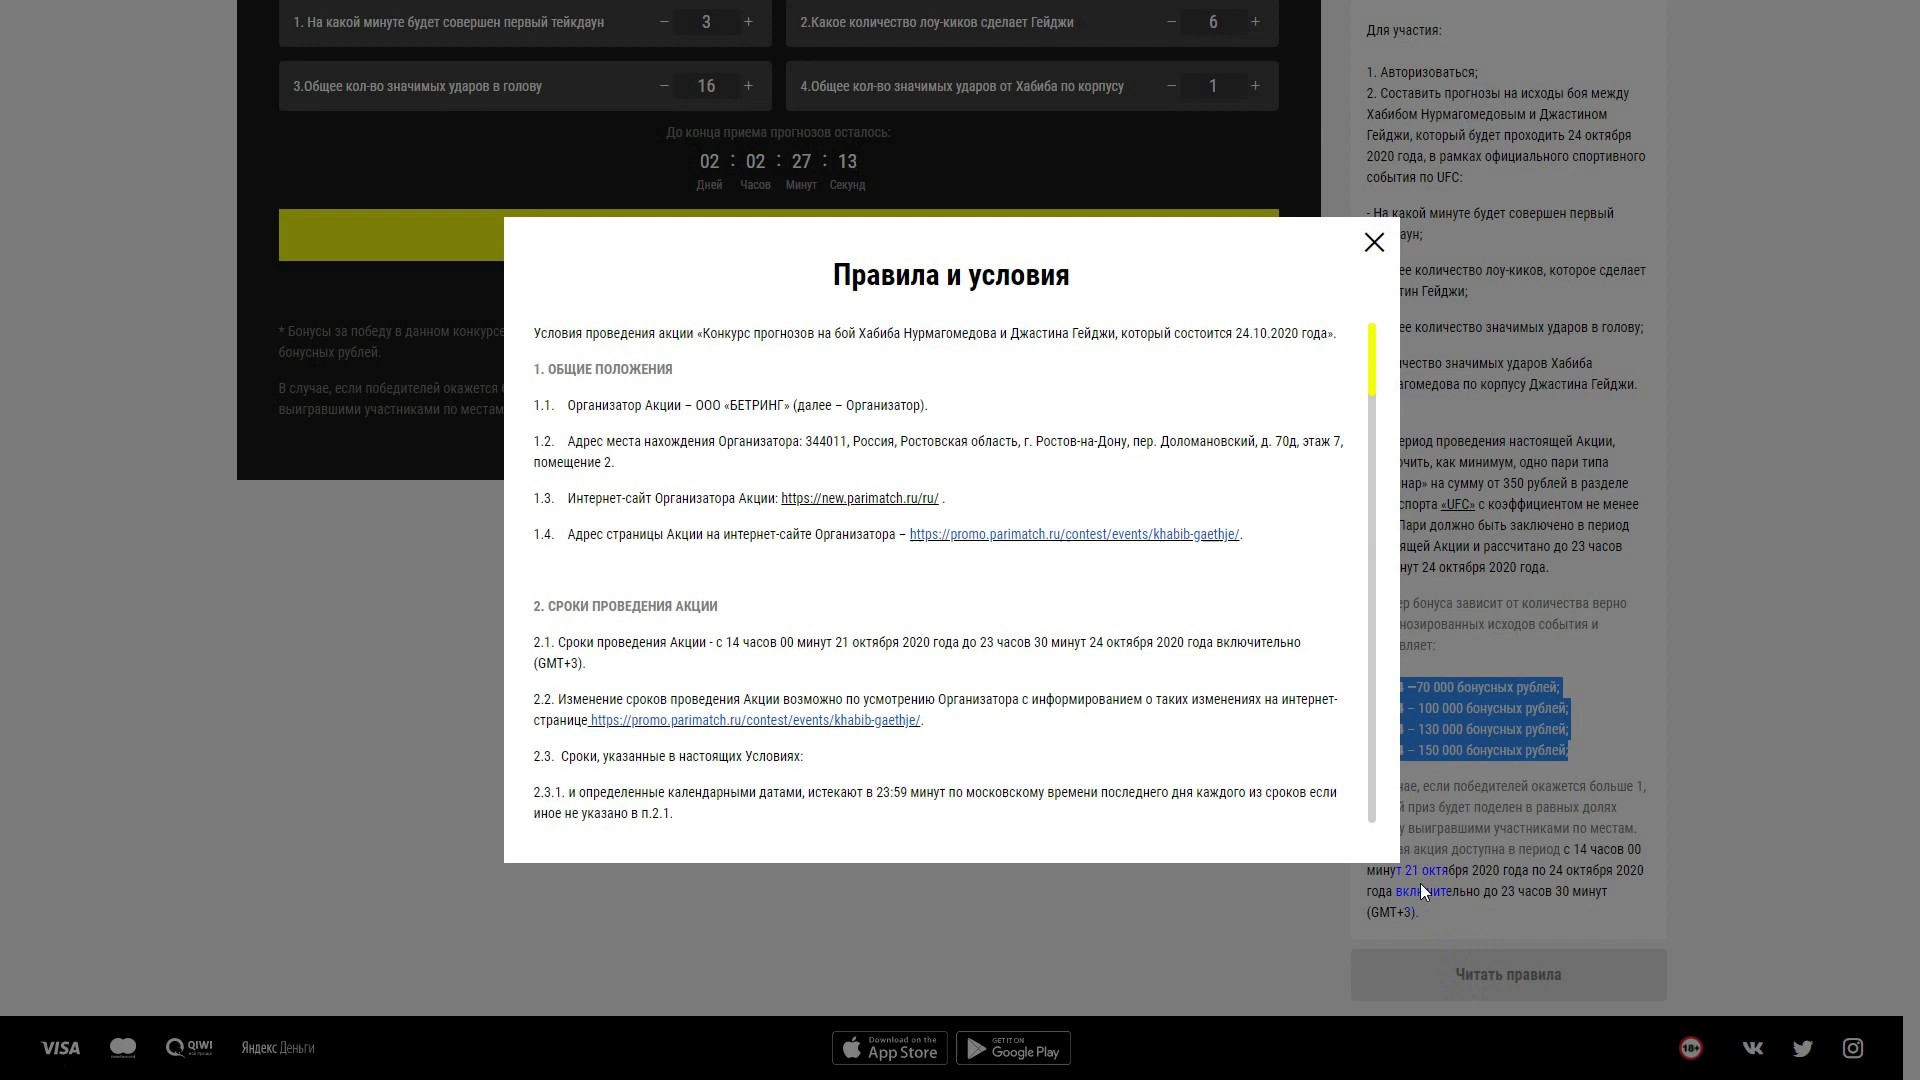 1. На какой минуте будет совершен первый тейкдаун
− 3 +
2.Какое количество лоу-киков сделает Гейджи
− 6 +
3.Общее кол-во значимых ударов в голову
− 16 +
4.Общее кол-во значимых ударов от Хабиба по корпусу
− 1 +
До конца приема прогнозов осталось:
02 : 02 : 27 : 13
Дней Часов Минут Секунд
* Бонусы за победу в данном конкурсе
бонусных рублей.
В случае, если победителей окажется
выигравшими участниками по местам
Правила и условия
Условия проведения акции «Конкурс прогнозов на бой Хабиба Нурмагомедова и Джастина Гейджи, который состоится 24.10.2020 года».
1. ОБЩИЕ ПОЛОЖЕНИЯ
1.1. Организатор Акции – ООО «БЕТРИНГ» (далее – Организатор).
1.2. Адрес места нахождения Организатора: 344011, Россия, Ростовская область, г. Ростов-на-Дону, пер. Доломановский, д. 70д, этаж 7,
помещение 2.
1.3. Интернет-сайт Организатора Акции: https://new.parimatch.ru/ru/ .
1.4. Адрес страницы Акции на интернет-сайте Организатора – https://promo.parimatch.ru/contest/events/khabib-gaethje/.
2. СРОКИ ПРОВЕДЕНИЯ АКЦИИ
2.1. Сроки проведения Акции - с 14 часов 00 минут 21 октября 2020 года до 23 часов 30 минут 24 октября 2020 года включительно
(GMT+3).
2.2. Изменение сроков проведения Акции возможно по усмотрению Организатора с информированием о таких изменениях на интернет-
странице https://promo.parimatch.ru/contest/events/khabib-gaethje/.
2.3. Сроки, указанные в настоящих Условиях:
2.3.1. и определенные календарными датами, истекают в 23:59 минут по московскому времени последнего дня каждого из сроков если
иное не указано в п.2.1.
Для участия:
1. Авторизоваться;
2. Составить прогнозы на исходы боя между
Хабибом Нурмагомедовым и Джастином
Гейджи, который будет проходить 24 октября
2020 года, в рамках официального спортивного
события по UFC:
- На какой минуте будет совершен первый
аун;
ее количество лоу-киков, которое сделает
тин Гейджи;
ее количество значимых ударов в голову;
чество значимых ударов Хабиба
агомедова по корпусу Джастина Гейджи.
ериод проведения настоящей Акции,
очить, как минимум, одно пари типа
нар» на сумму от 350 рублей в разделе
спорта «UFC» с коэффициентом не менее
Пари должно быть заключено в период
ящей Акции и рассчитано до 23 часов
нут 24 октября 2020 года.
ер бонуса зависит от количества верно
нозированных исходов события и
вляет:
4 –70 000 бонусных рублей;
4 – 100 000 бонусных рублей;
4 – 130 000 бонусных рублей;
4 – 150 000 бонусных рублей;
чае, если победителей окажется больше 1,
й приз будет поделен в равных долях
у выигравшими участниками по местам.
ая акция доступна в период с 14 часов 00
минут 21 октября 2020 года по 24 октября 2020
года включительно до 23 часов 30 минут
(GMT+3).
Читать правила
VISA
QIWI
Яндекс Деньги
Download on the
App Store
GET IT ON
Google Play
18+